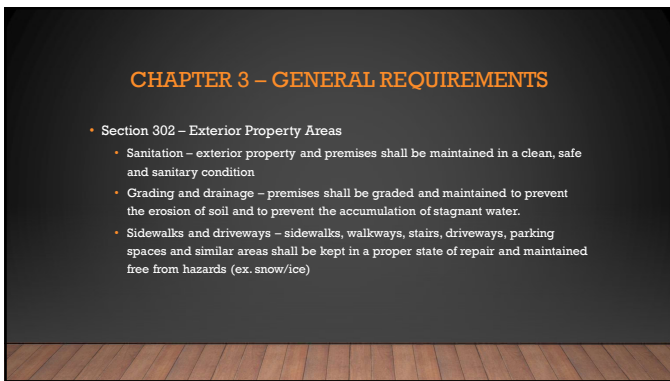 CHAPTER 3 – GENERAL REQUIREMENTS
• Section 302 – Exterior Property Areas
• Sanitation – exterior property and premises shall be maintained in a clean, safe
and sanitary condition
• Grading and drainage – premises shall be graded and maintained to prevent
the erosion of soil and to prevent the accumulation of stagnant water.
• Sidewalks and driveways – sidewalks, walkways, stairs, driveways, parking
spaces and similar areas shall be kept in a proper state of repair and maintained
free from hazards (ex. snow/ice)